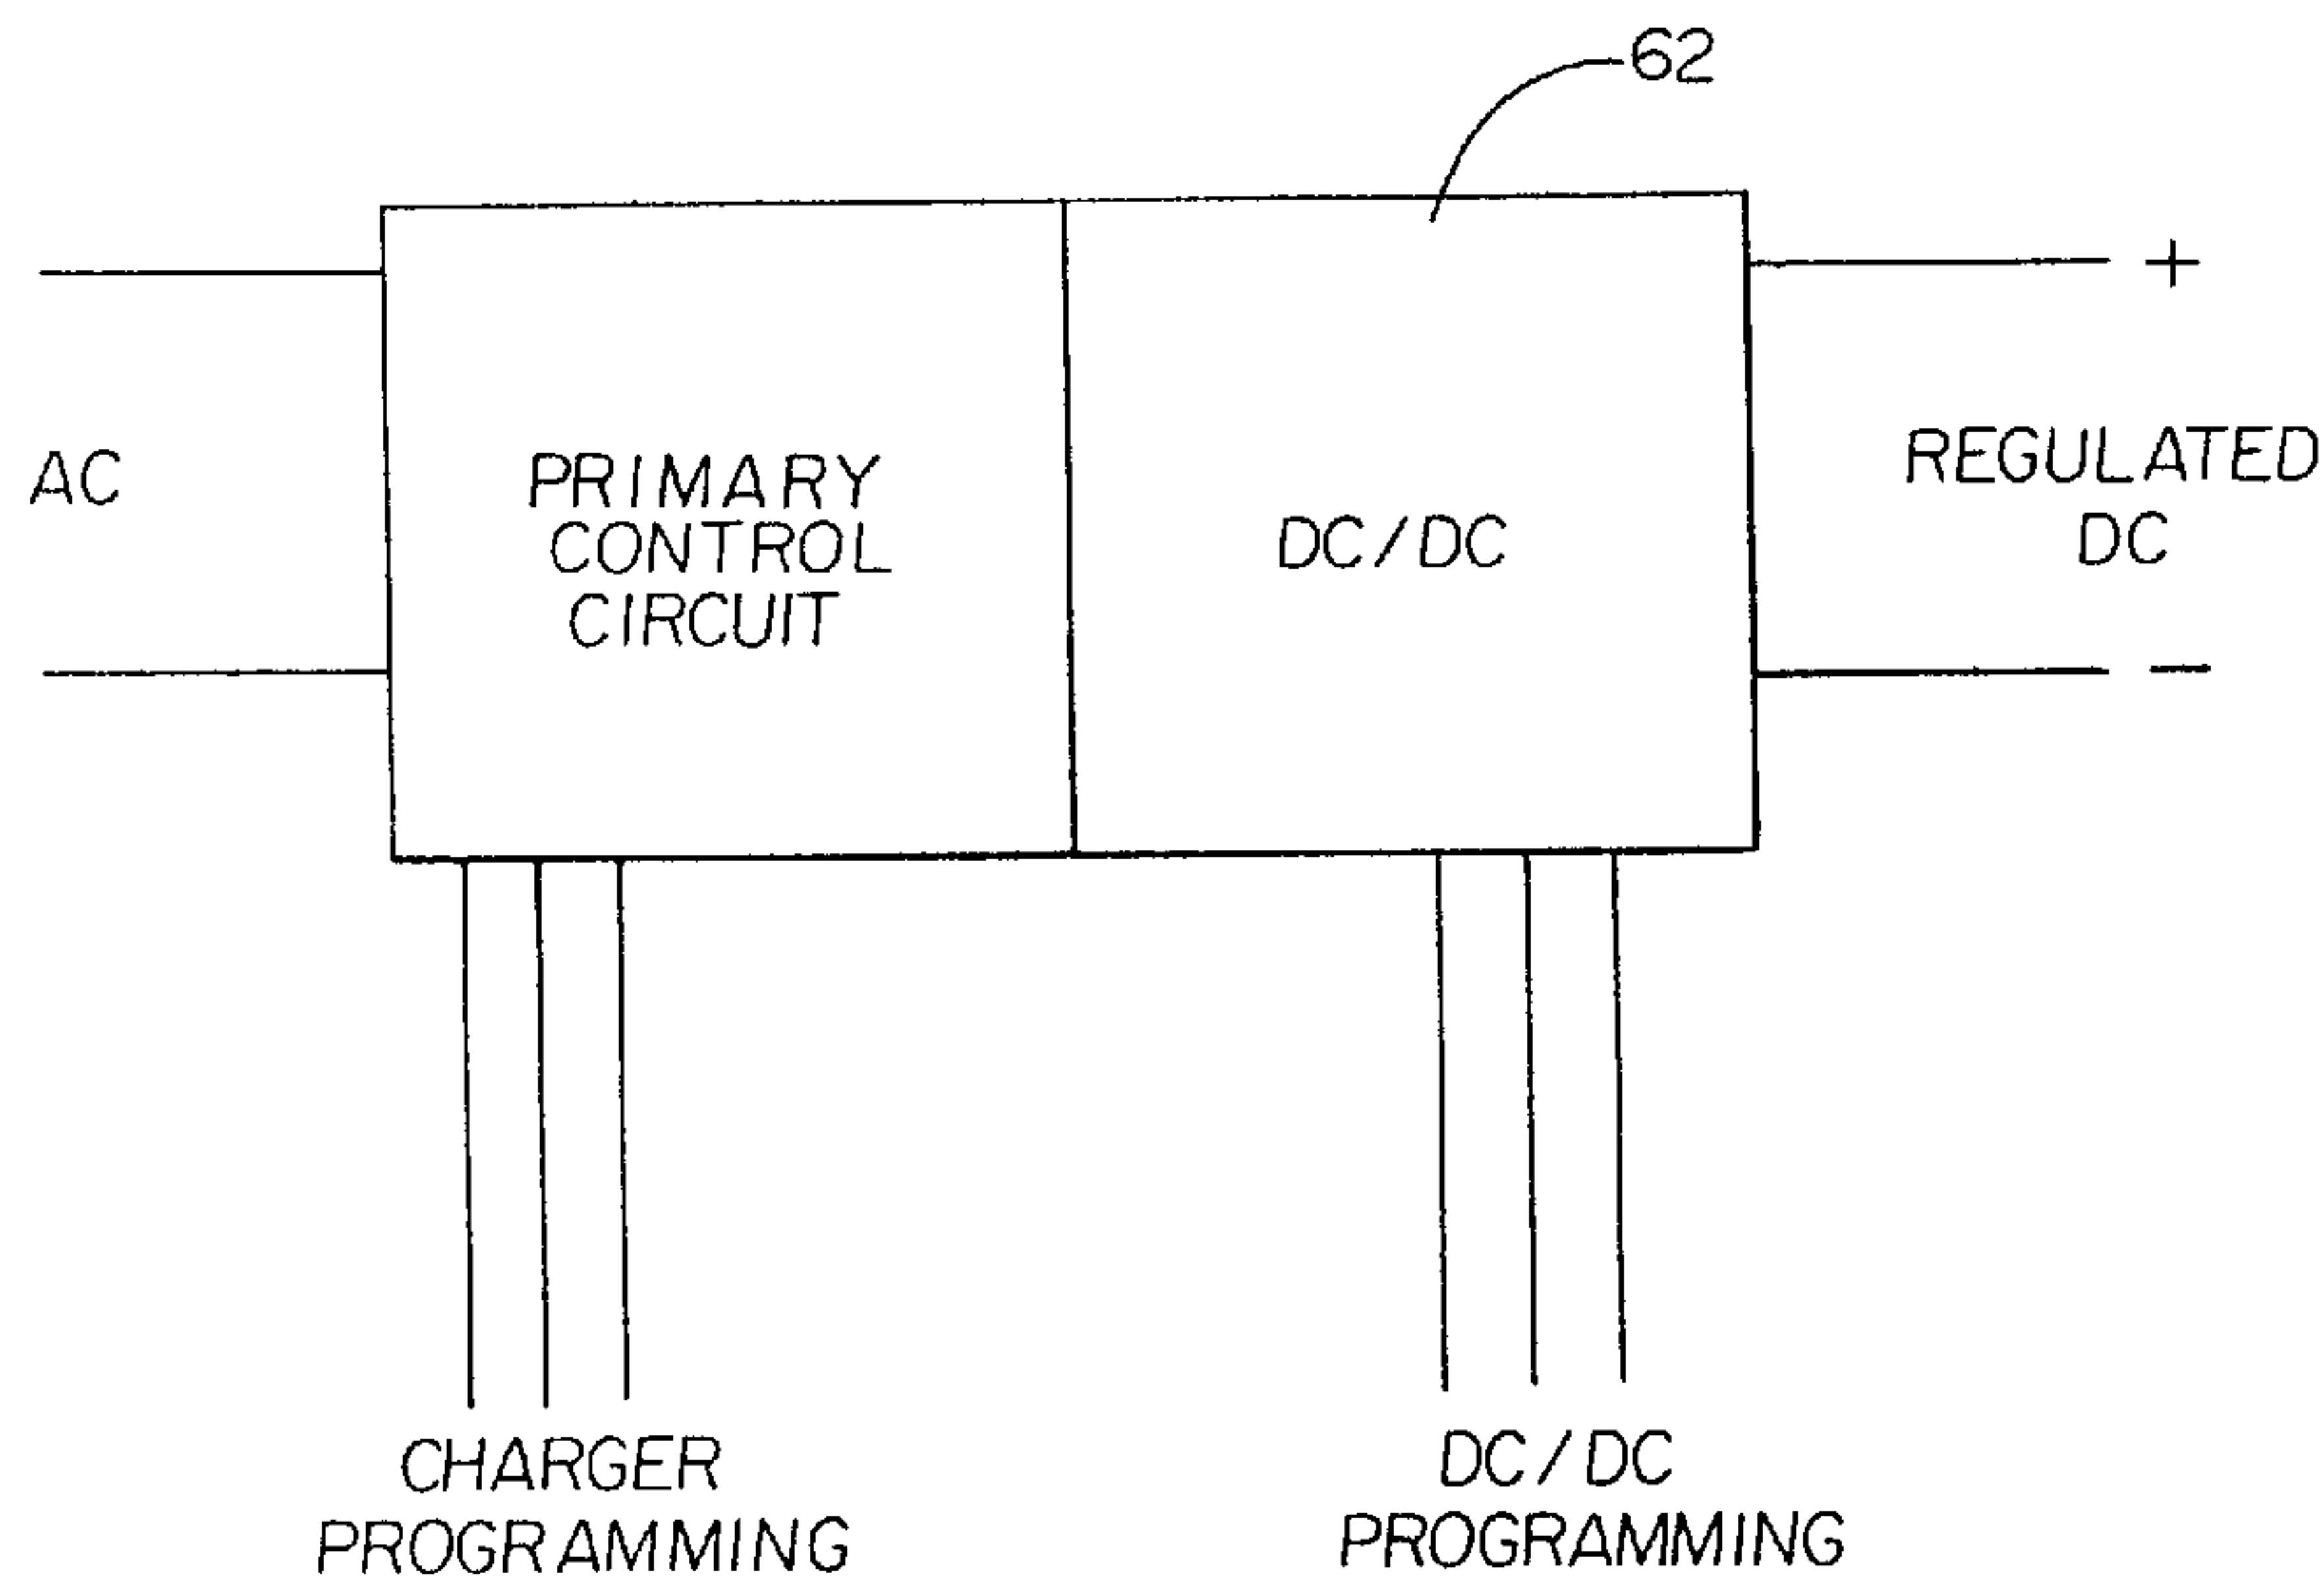 62
+
AC
PRIMARY
CONTROL
CIRCUIT
DC/DC
REGULATED
DC
−
CHARGER
PROGRAMMING
DC/DC
PROGRAMMING